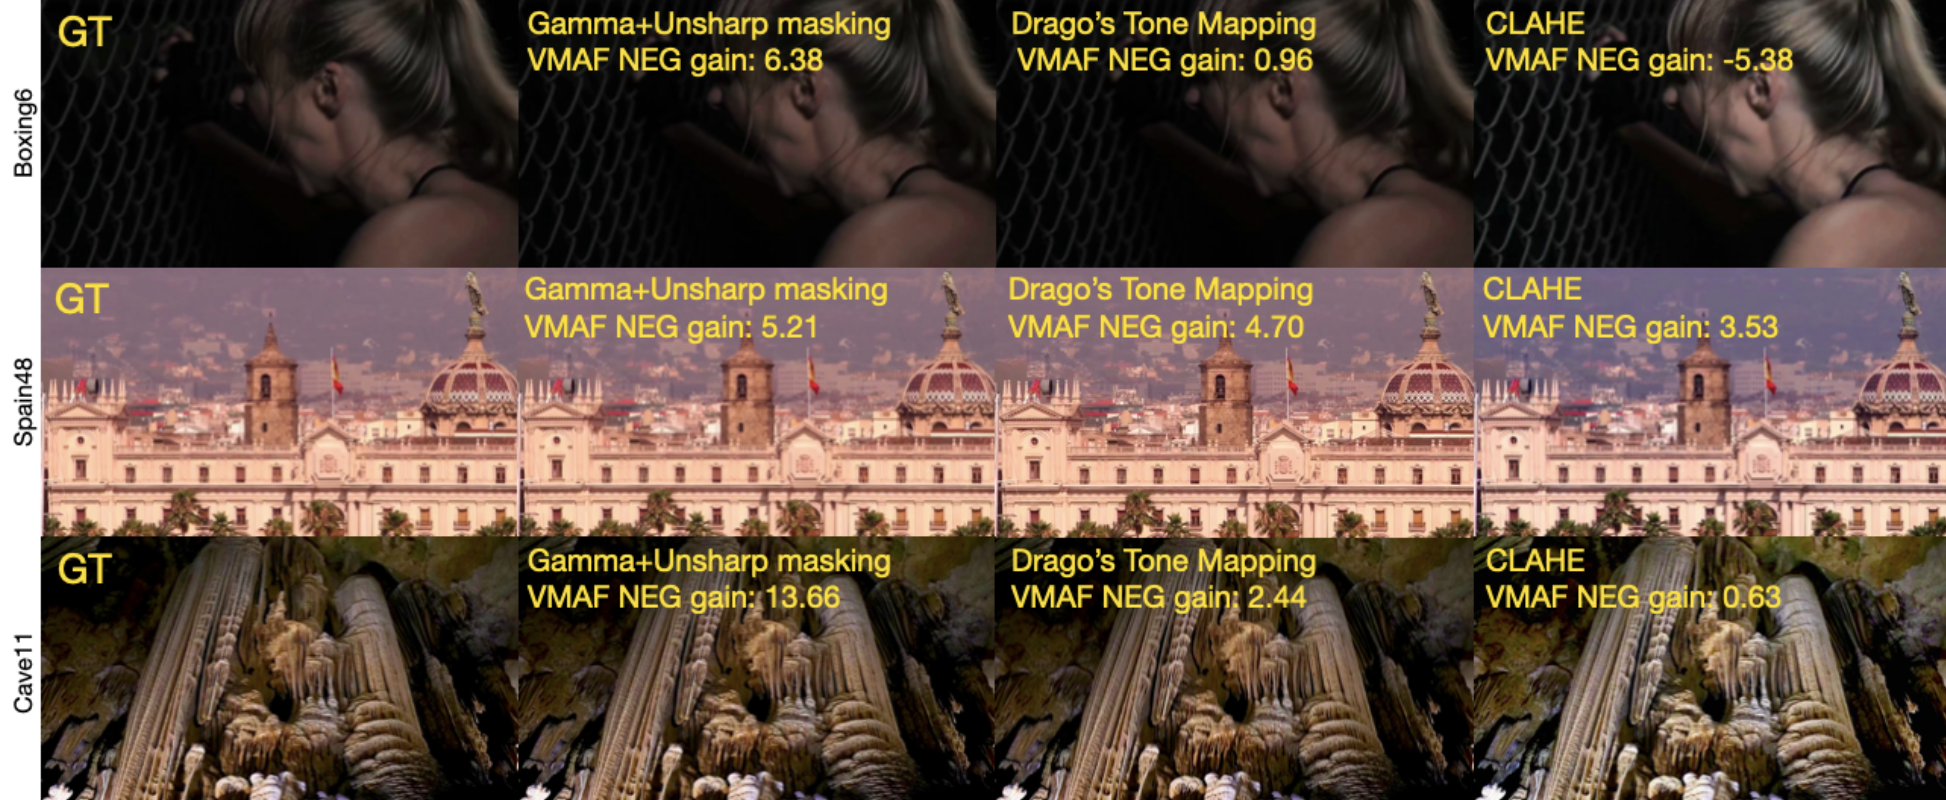 Boxing6
GT
Gamma+Unsharp masking
VMAF NEG gain: 6.38
Drago's Tone Mapping
VMAF NEG gain: 0.96
CLAHE
VMAF NEG gain: -5.38
Spain48
GT
Gamma+Unsharp masking
VMAF NEG gain: 5.21
Drago's Tone Mapping
VMAF NEG gain: 4.70
CLAHE
VMAF NEG gain: 3.53
Cave11
GT
Gamma+Unsharp masking
VMAF NEG gain: 13.66
Drago's Tone Mapping
VMAF NEG gain: 2.44
CLAHE
VMAF NEG gain: 0.63